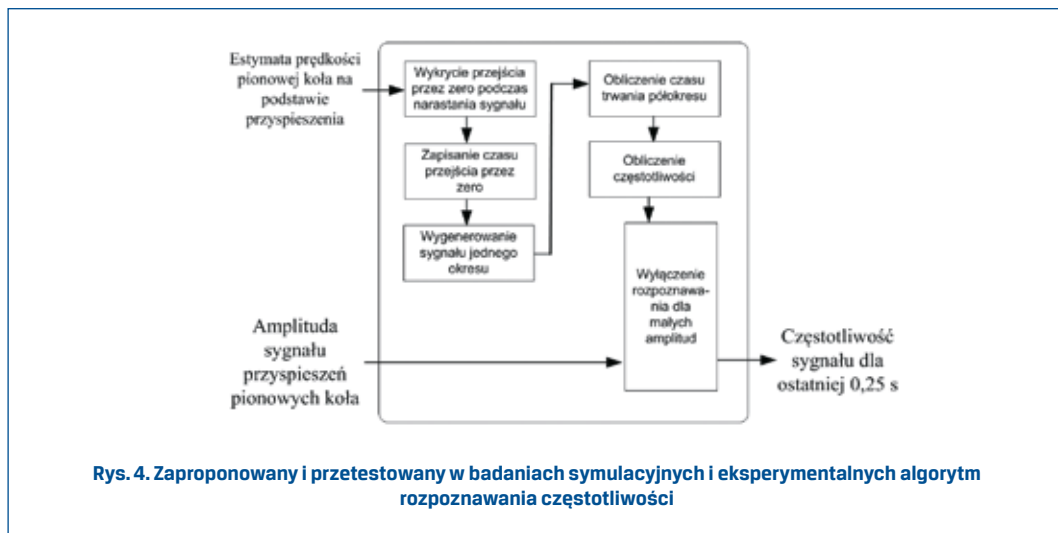 Estymata prędkości
pionowej koła na
podstawie
przyspieszenia
Wykrycie przejścia
przez zero podczas
narastania sygnału
Zapisanie czasu
przejścia przez
zero
Wygenerowanie
sygnału jednego
okresu
Obliczenie czasu
trwania półokresu
Obliczenie
częstotliwości
Wyłączenie
rozpoznawa-
nia dla
małych
amplitud
Amplituda
sygnału
przyspieszeń
pionowych koła
Częstotliwość
sygnału dla
ostatniej 0,25 s
Rys. 4. Zaproponowany i przetestowany w badaniach symulacyjnych i eksperymentalnych algorytm
rozpoznawania częstotliwości